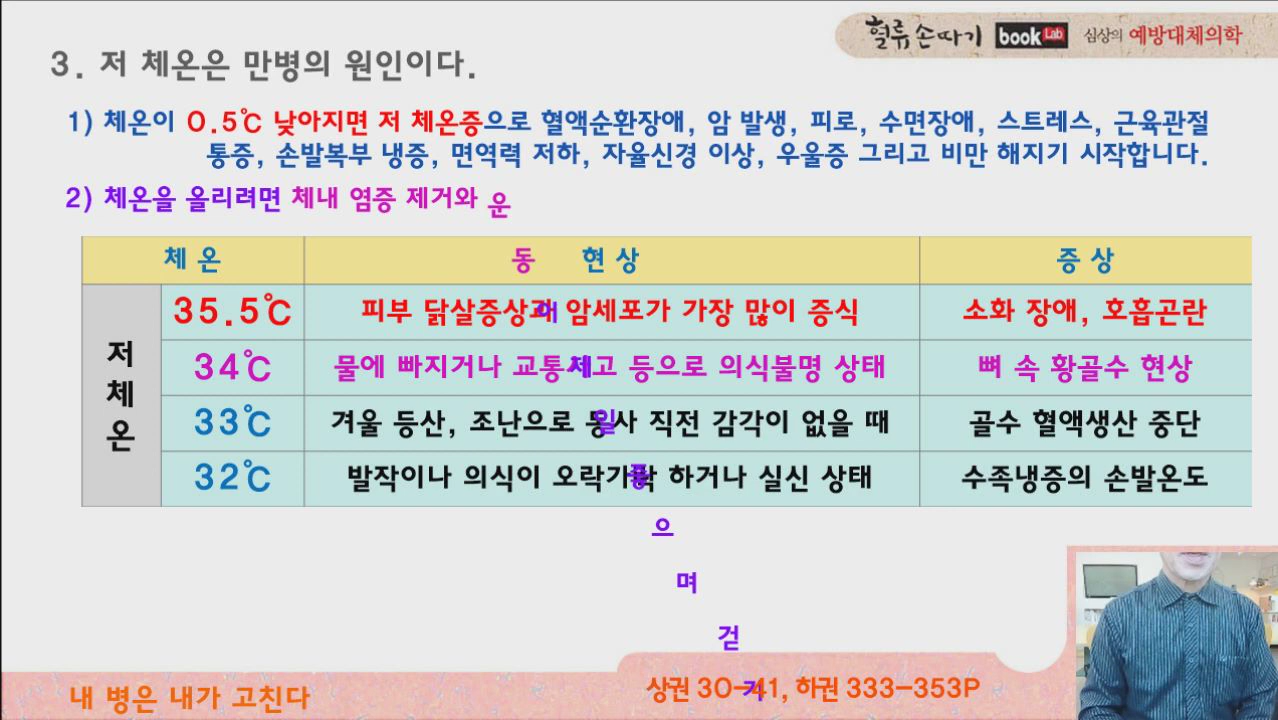 혈류 손따기 book Lab 심상의 예방대체의학
3. 저 체온은 만병의 원인이다.
1) 체온이 0.5℃ 낮아지면 저 체온증으로 혈액순환장애, 암 발생, 피로, 수면장애, 스트레스, 근육관절
통증, 손발복부 냉증, 면역력 저하, 자율신경 이상, 우울증 그리고 비만 해지기 시작합니다.
2) 체온을 올리려면 체내 염증 제거와 운
체 온 동 현 상 증 상
저 체 온
35.5℃ 피부 닭살증상과 암세포가 가장 많이 증식 소화 장애, 호흡곤란
34℃ 물에 빠지거나 교통사고 등으로 의식불명 상태 뼈 속 황골수 현상
33℃ 겨울 등산, 조난으로 동사 직전 감각이 없을 때 골수 혈액생산 중단
32℃ 발작이나 의식이 오락가락 하거나 실신 상태 수족냉증의 손발온도
으
며
걷
내 병은 내가 고친다
상권 30-41, 하권 333-353P